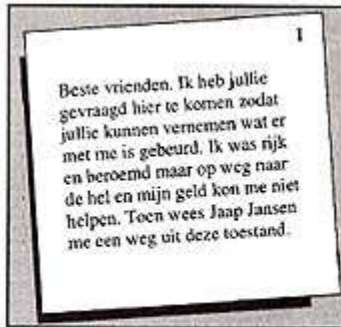 1
Beste vrienden. Ik heb jullie
gevraagd hier te komen zodat
jullie kunnen vernemen wat er
met me is gebeurd. Ik was rijk
en beroemd maar op weg naar
de hel en mijn geld kon me niet
helpen. Toen wees Jaap Jansen
me een weg uit deze toestand.